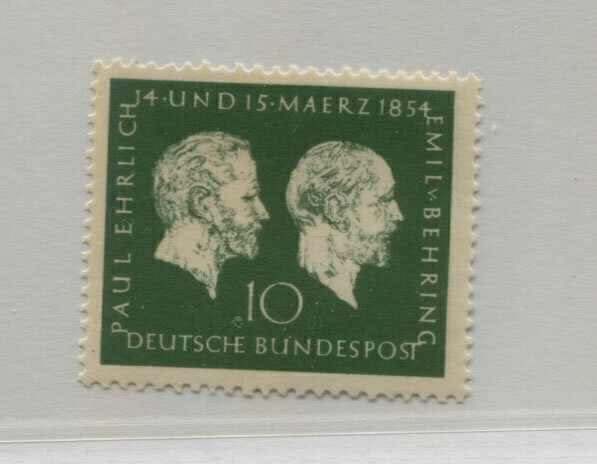 14·UND 15·MAERZ 1854
PAUL EHRLICH
EMIL v. BEHRING
10
DEUTSCHE BUNDESPOST